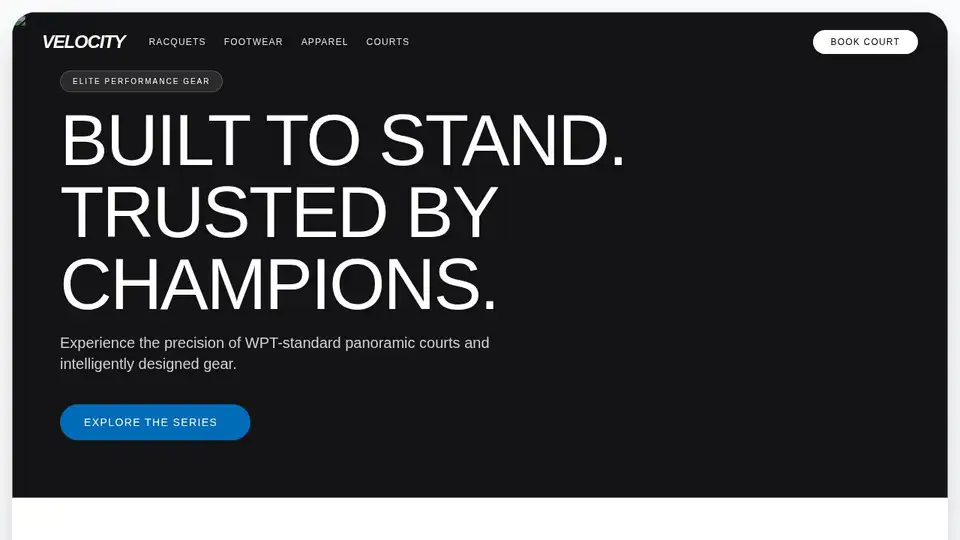 VELOCITY RACQUETS FOOTWEAR APPAREL COURTS BOOK COURT
ELITE PERFORMANCE GEAR
BUILT TO STAND.
TRUSTED BY
CHAMPIONS.
Experience the precision of WPT-standard panoramic courts and
intelligently designed gear.
EXPLORE THE SERIES